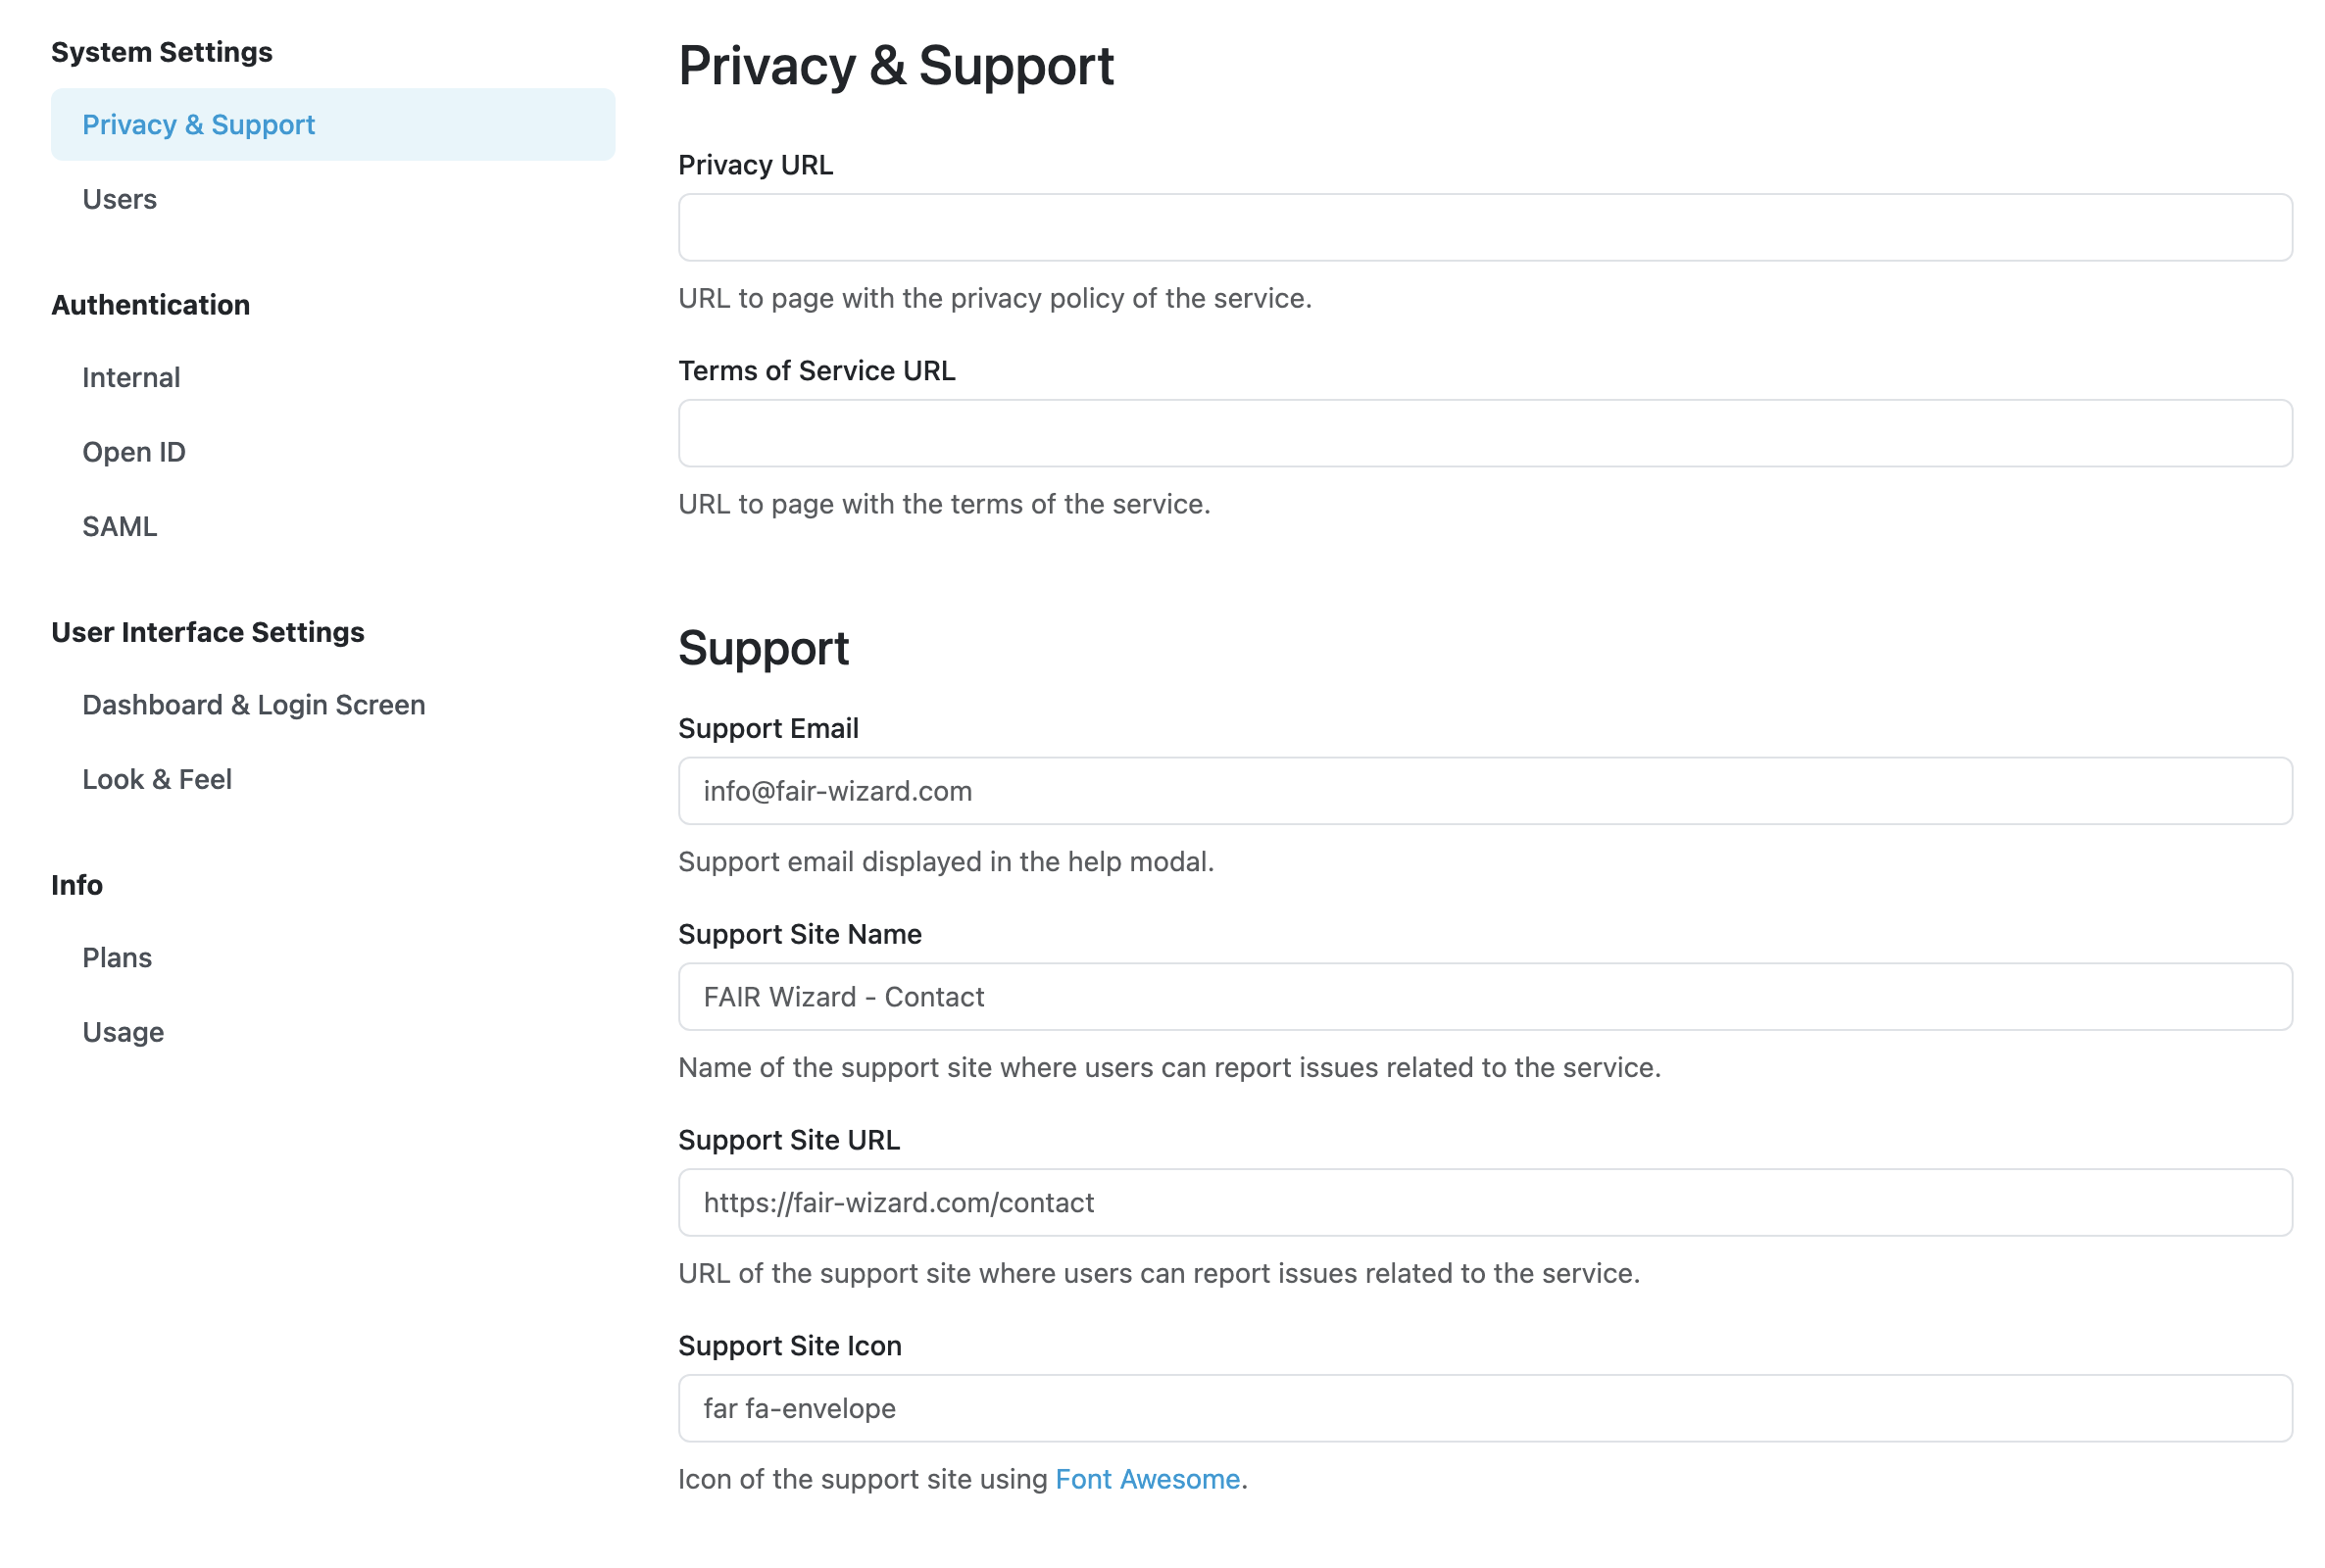 System Settings
Privacy & Support
Users
Authentication
Internal
Open ID
SAML
User Interface Settings
Dashboard & Login Screen
Look & Feel
Info
Plans
Usage
Privacy & Support
Privacy URL
URL to page with the privacy policy of the service.
Terms of Service URL
URL to page with the terms of the service.
Support
Support Email
info@fair-wizard.com
Support email displayed in the help modal.
Support Site Name
FAIR Wizard - Contact
Name of the support site where users can report issues related to the service.
Support Site URL
https://fair-wizard.com/contact
URL of the support site where users can report issues related to the service.
Support Site Icon
far fa-envelope
Icon of the support site using Font Awesome.